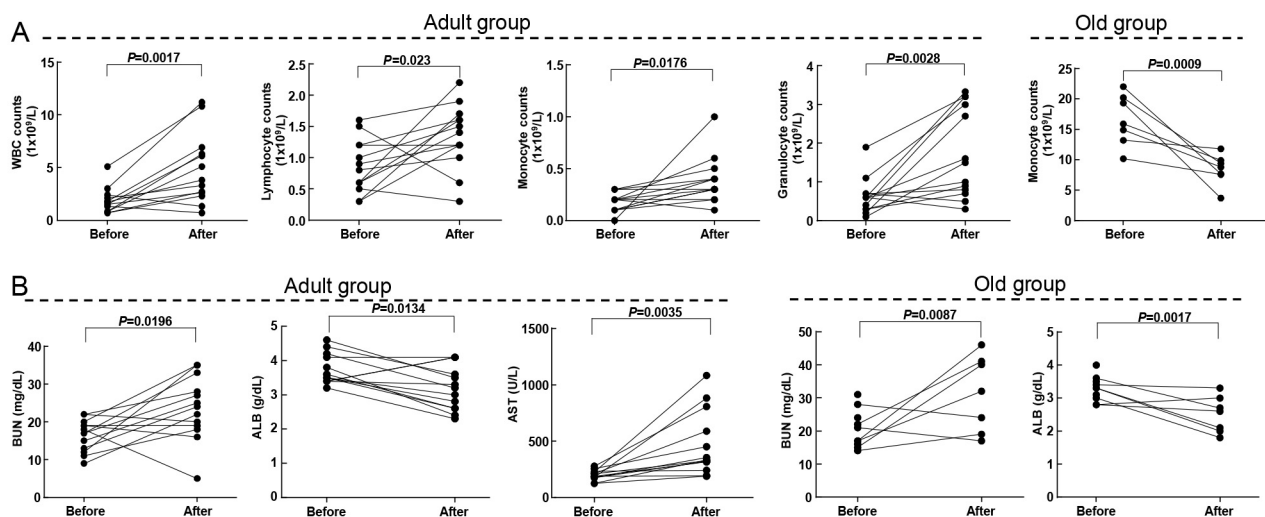 A
Adult group
Old group
P=0.0017
WBC counts
(1x10⁹/L)
15
10
5
0
Before
After
P=0.023
Lymphocyte counts
(1x10⁹/L)
2.5
2.0
1.5
1.0
0.5
0.0
Before
After
P=0.0176
Monocyte counts
(1x10⁹/L)
1.5
1.0
0.5
0.0
Before
After
P=0.0028
Granulocyte counts
(1x10⁹/L)
4
3
2
1
0
Before
After
P=0.0009
Monocyte counts
(1x10⁹/L)
25
20
15
10
5
0
Before
After
B
Adult group
Old group
P=0.0196
BUN (mg/dL)
40
30
20
10
0
Before
After
P=0.0134
ALB (g/dL)
5
4
3
2
1
0
Before
After
P=0.0035
AST (U/L)
1500
1000
500
0
Before
After
P=0.0087
BUN (mg/dL)
50
40
30
20
10
0
Before
After
P=0.0017
ALB (g/dL)
5
4
3
2
1
0
Before
After